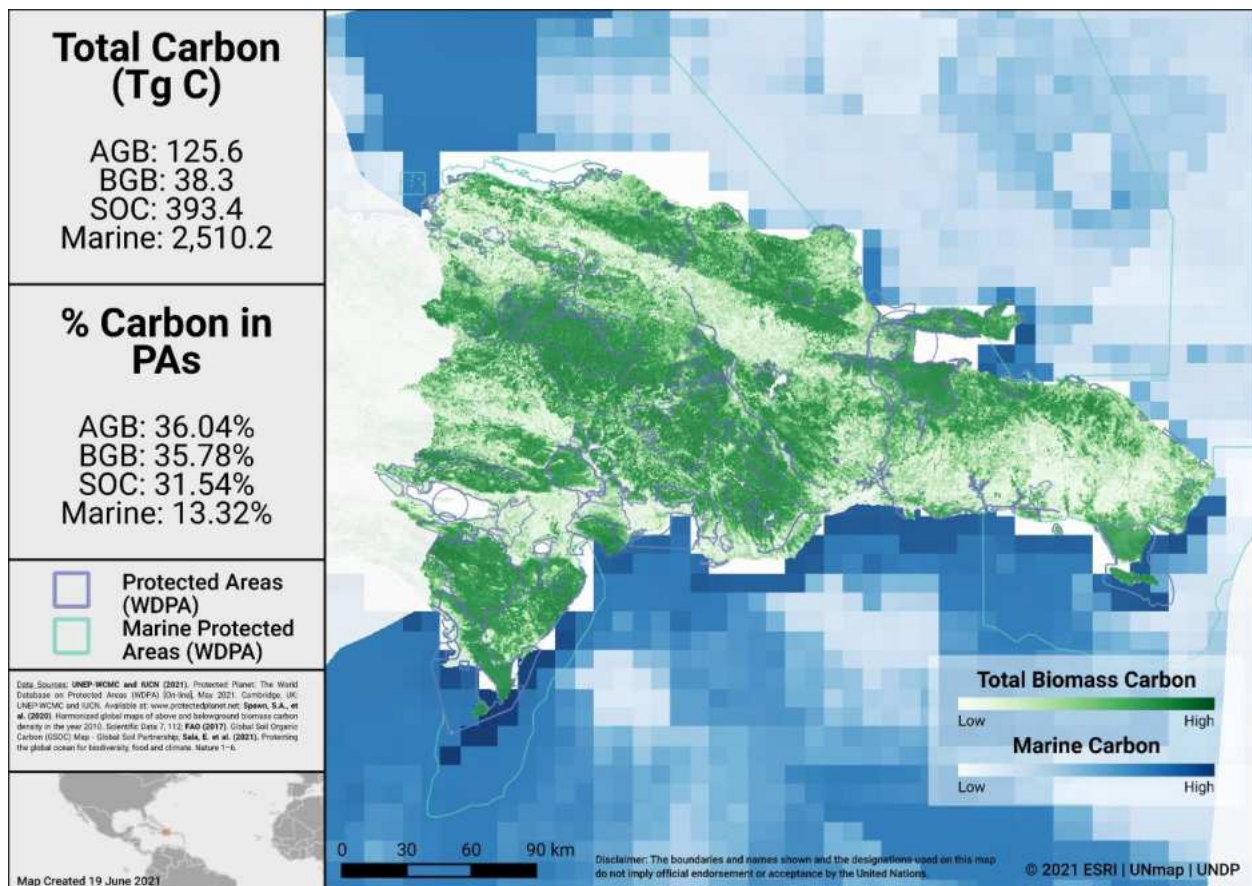 Total Carbon
(Tg C)
AGB: 125.6
BGB: 38.3
SOC: 393.4
Marine: 2,510.2
% Carbon in
PAs
AGB: 36.04%
BGB: 35.78%
SOC: 31.54%
Marine: 13.32%
Protected Areas
(WDPA)
Marine Protected
Areas (WDPA)
Data Sources: UNEP-WCMC and IUCN (2021). Protected Planet: The World
Database on Protected Areas (WDPA) [On-line], May 2021. Cambridge, UK:
UNEP-WCMC and IUCN. Available at: www.protectedplanet.net; Spawn, S.A., et
al. (2020). Harmonized global maps of above and belowground biomass carbon
density in the year 2010. Scientific Data 7, 112; FAO (2017). Global Soil Organic
Carbon (GSOC) Map - Global Soil Partnership; Sala, E. et al. (2021). Protecting
the global ocean for biodiversity, food and climate. Nature 1–6.
Map Created 19 June 2021
Total Biomass Carbon
Low High
Marine Carbon
Low High
0 30 60 90 km
Disclaimer: The boundaries and names shown and the designations used on this map
do not imply official endorsement or acceptance by the United Nations.
© 2021 ESRI | UNmap | UNDP